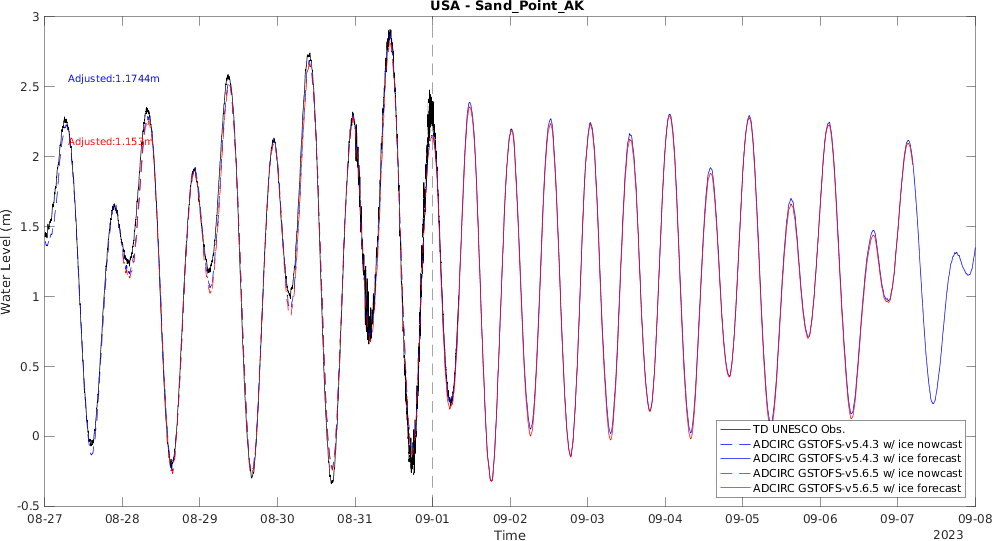 USA - Sand_Point_AK
Water Level (m)
3
2.5
2
1.5
1
0.5
0
-0.5
Adjusted:1.1744m
Adjusted:1.151m
TD UNESCO Obs.
ADCIRC GSTOFS-v5.4.3 w/ ice nowcast
ADCIRC GSTOFS-v5.4.3 w/ ice forecast
ADCIRC GSTOFS-v5.6.5 w/ ice nowcast
ADCIRC GSTOFS-v5.6.5 w/ ice forecast
08-27 08-28 08-29 08-30 08-31 09-01 09-02 09-03 09-04 09-05 09-06 09-07 09-08
Time
2023